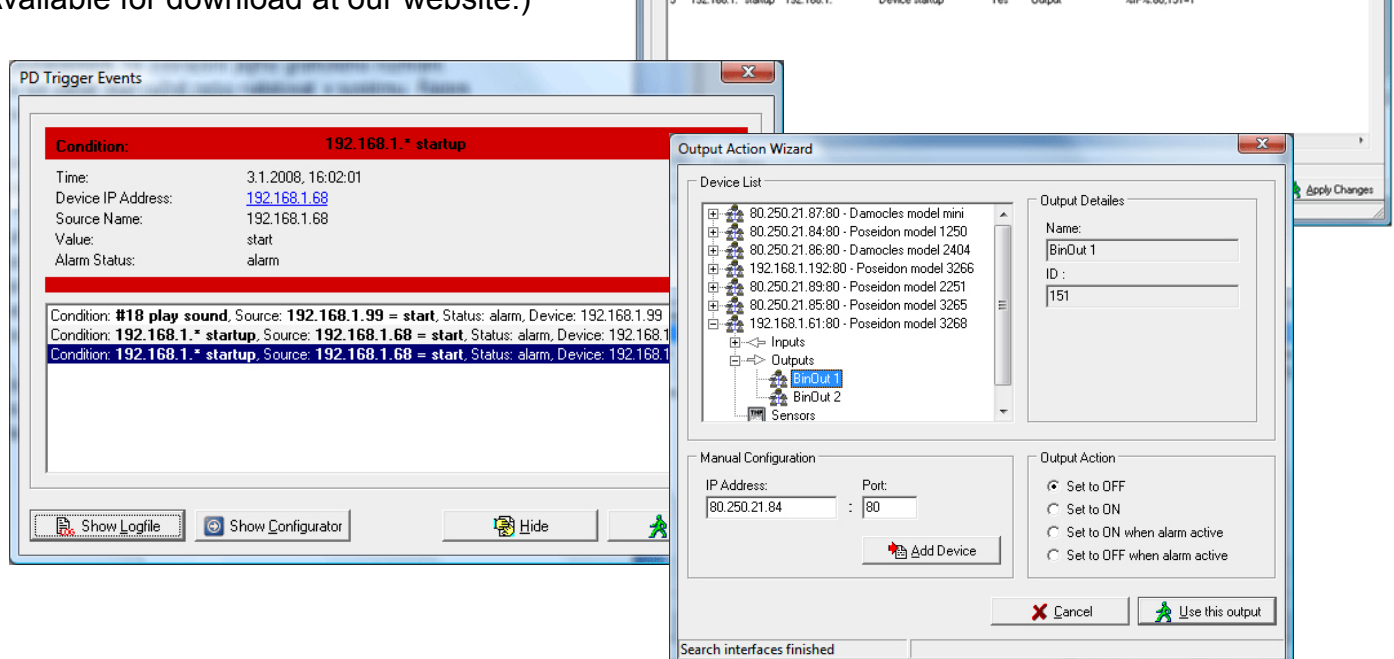 Available for download at our website.)
Device startup Yes Output
Apply Changes
PD Trigger Events
Condition: 192.168.1.* startup
Time: 3.1.2008, 16:02:01
Device IP Address: 192.168.1.68
Source Name: 192.168.1.68
Value: start
Alarm Status: alarm
Condition: #18 play sound, Source: 192.168.1.99 = start, Status: alarm, Device: 192.168.1.99
Condition: 192.168.1.* startup, Source: 192.168.1.68 = start, Status: alarm, Device: 192.168.1
Condition: 192.168.1.* startup, Source: 192.168.1.68 = start, Status: alarm, Device: 192.168.1
Show Logfile
Show Configurator
Hide
Output Action Wizard
Device List
80.250.21.87:80 - Damocles model mini
80.250.21.84:80 - Poseidon model 1250
80.250.21.86:80 - Damocles model 2404
192.168.1.192:80 - Poseidon model 3266
80.250.21.89:80 - Poseidon model 2251
80.250.21.85:80 - Poseidon model 3265
192.168.1.61:80 - Poseidon model 3268
Inputs
Outputs
BinOut 1
BinOut 2
Sensors
Output Detailes
Name:
BinOut 1
ID :
151
Manual Configuration
IP Address: Port:
80.250.21.84 : 80
Add Device
Output Action
Set to OFF
Set to ON
Set to ON when alarm active
Set to OFF when alarm active
Cancel
Use this output
Search interfaces finished